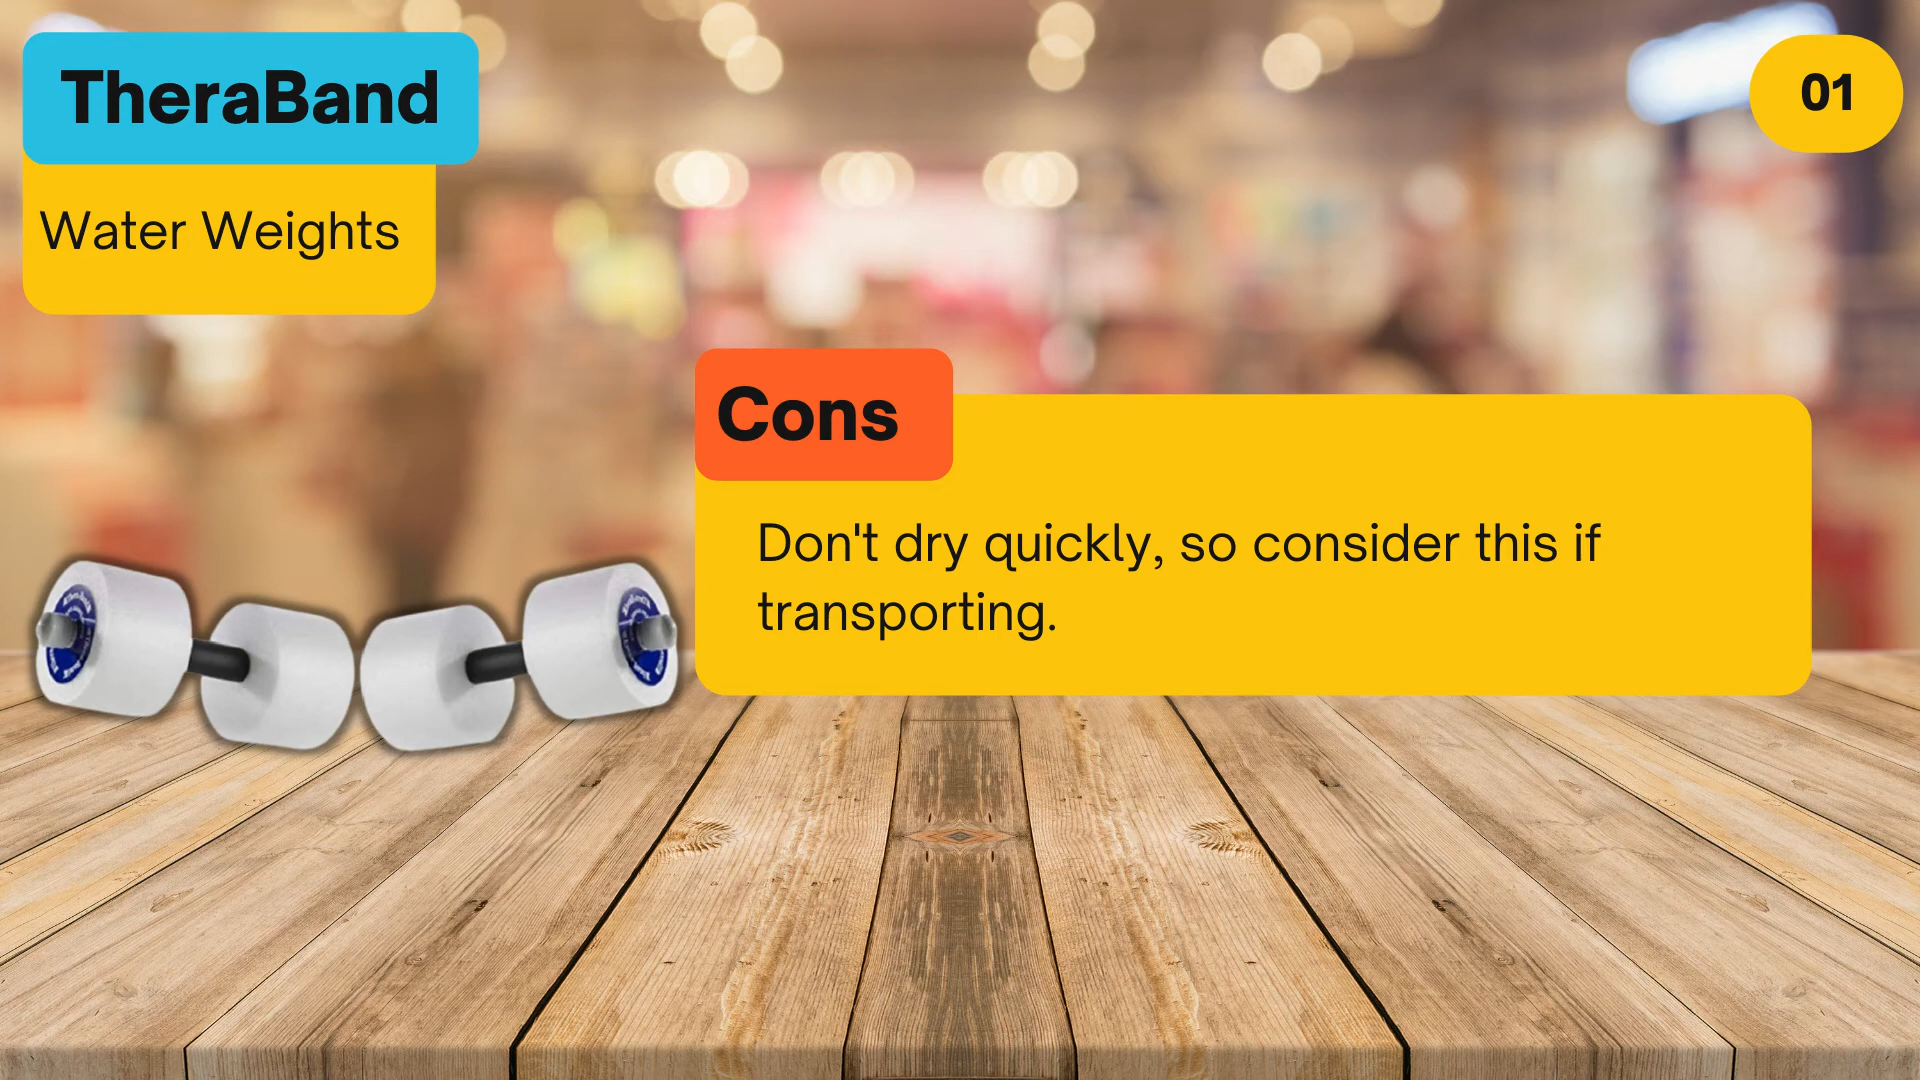 TheraBand
01
Water Weights
Cons
Don't dry quickly, so consider this if
transporting.